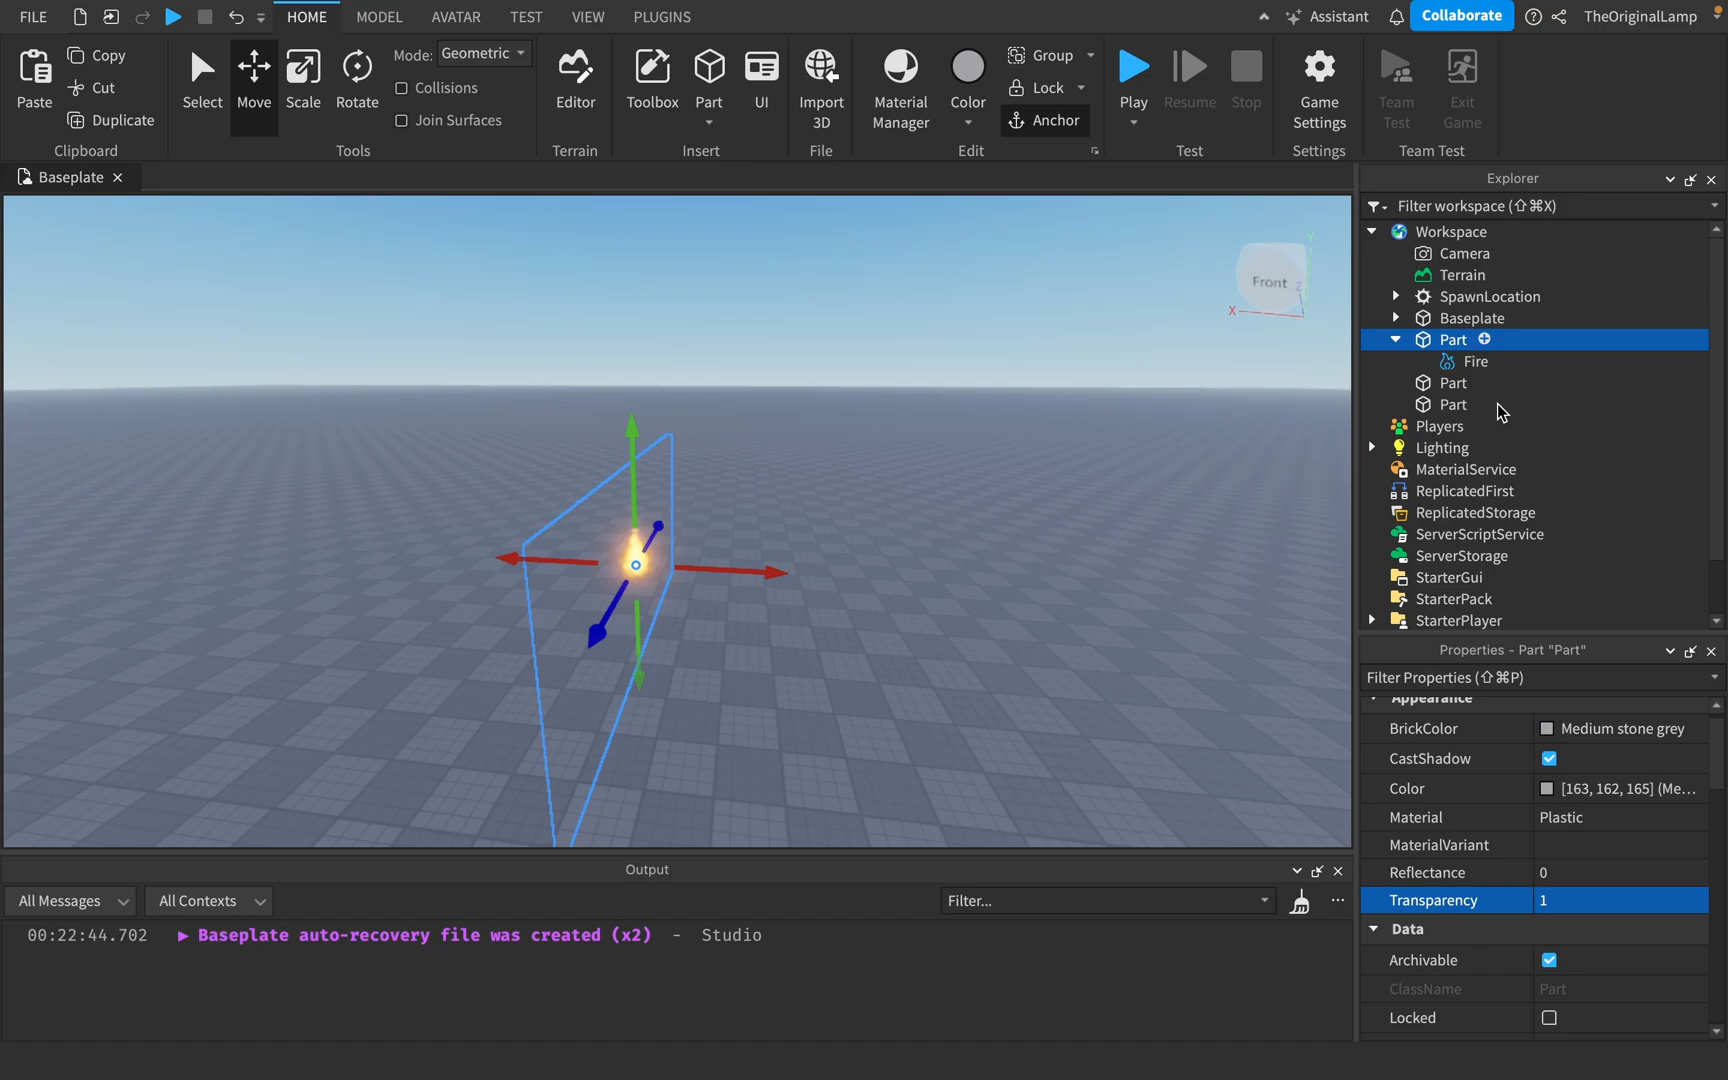 FILE HOME MODEL AVATAR TEST VIEW PLUGINS Assistant Collaborate TheOriginalLamp
Paste Copy Cut Duplicate Clipboard
Select Move Scale Rotate Mode: Geometric Collisions Join Surfaces Tools
Editor Terrain
Toolbox Part UI Insert
Import 3D File
Material Manager Color Group Lock Anchor Edit
Play Resume Stop Test
Game Settings Settings
Team Test Exit Game Team Test
Baseplate
Front
X
Y
Z
Explorer
Filter workspace (⇧⌘X)
Workspace
Camera
Terrain
SpawnLocation
Baseplate
Part
Fire
Part
Part
Players
Lighting
MaterialService
ReplicatedFirst
ReplicatedStorage
ServerScriptService
ServerStorage
StarterGui
StarterPack
StarterPlayer
Properties - Part "Part"
Filter Properties (⇧⌘P)
Appearance
BrickColor Medium stone grey
CastShadow
Color [163, 162, 165] (Me...
Material Plastic
MaterialVariant
Reflectance 0
Transparency 1
Data
Archivable
ClassName Part
Locked
Output
All Messages All Contexts Filter...
00:22:44.702 Baseplate auto-recovery file was created (x2) - Studio